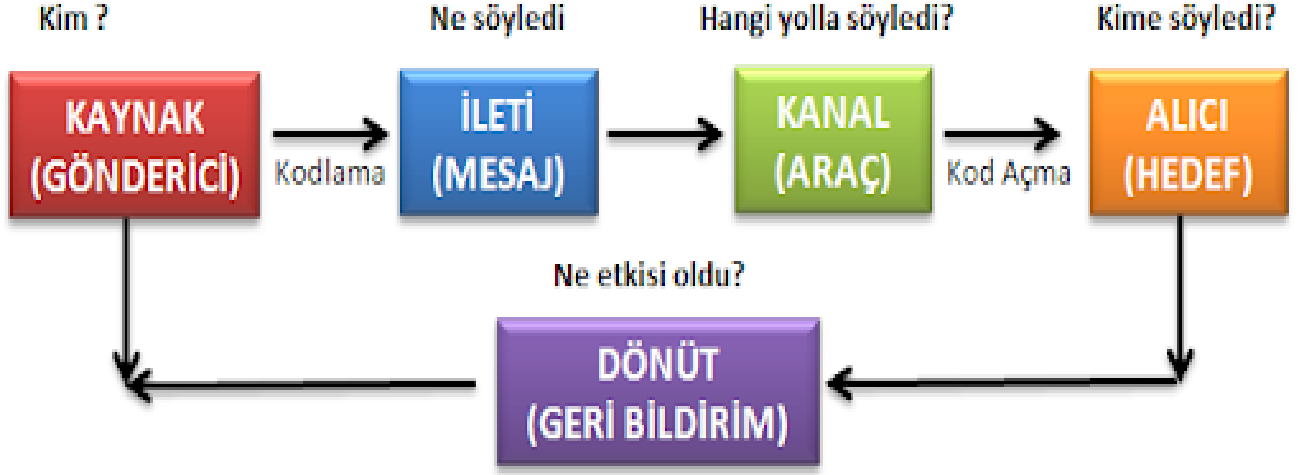 Kim ?
Ne söyledi
Hangi yolla söyledi?
Kime söyledi?
KAYNAK
(GÖNDERİCİ)
Kodlama
İLETİ
(MESAJ)
KANAL
(ARAÇ)
Kod Açma
ALICI
(HEDEF)
Ne etkisi oldu?
DÖNÜT
(GERİ BİLDİRİM)